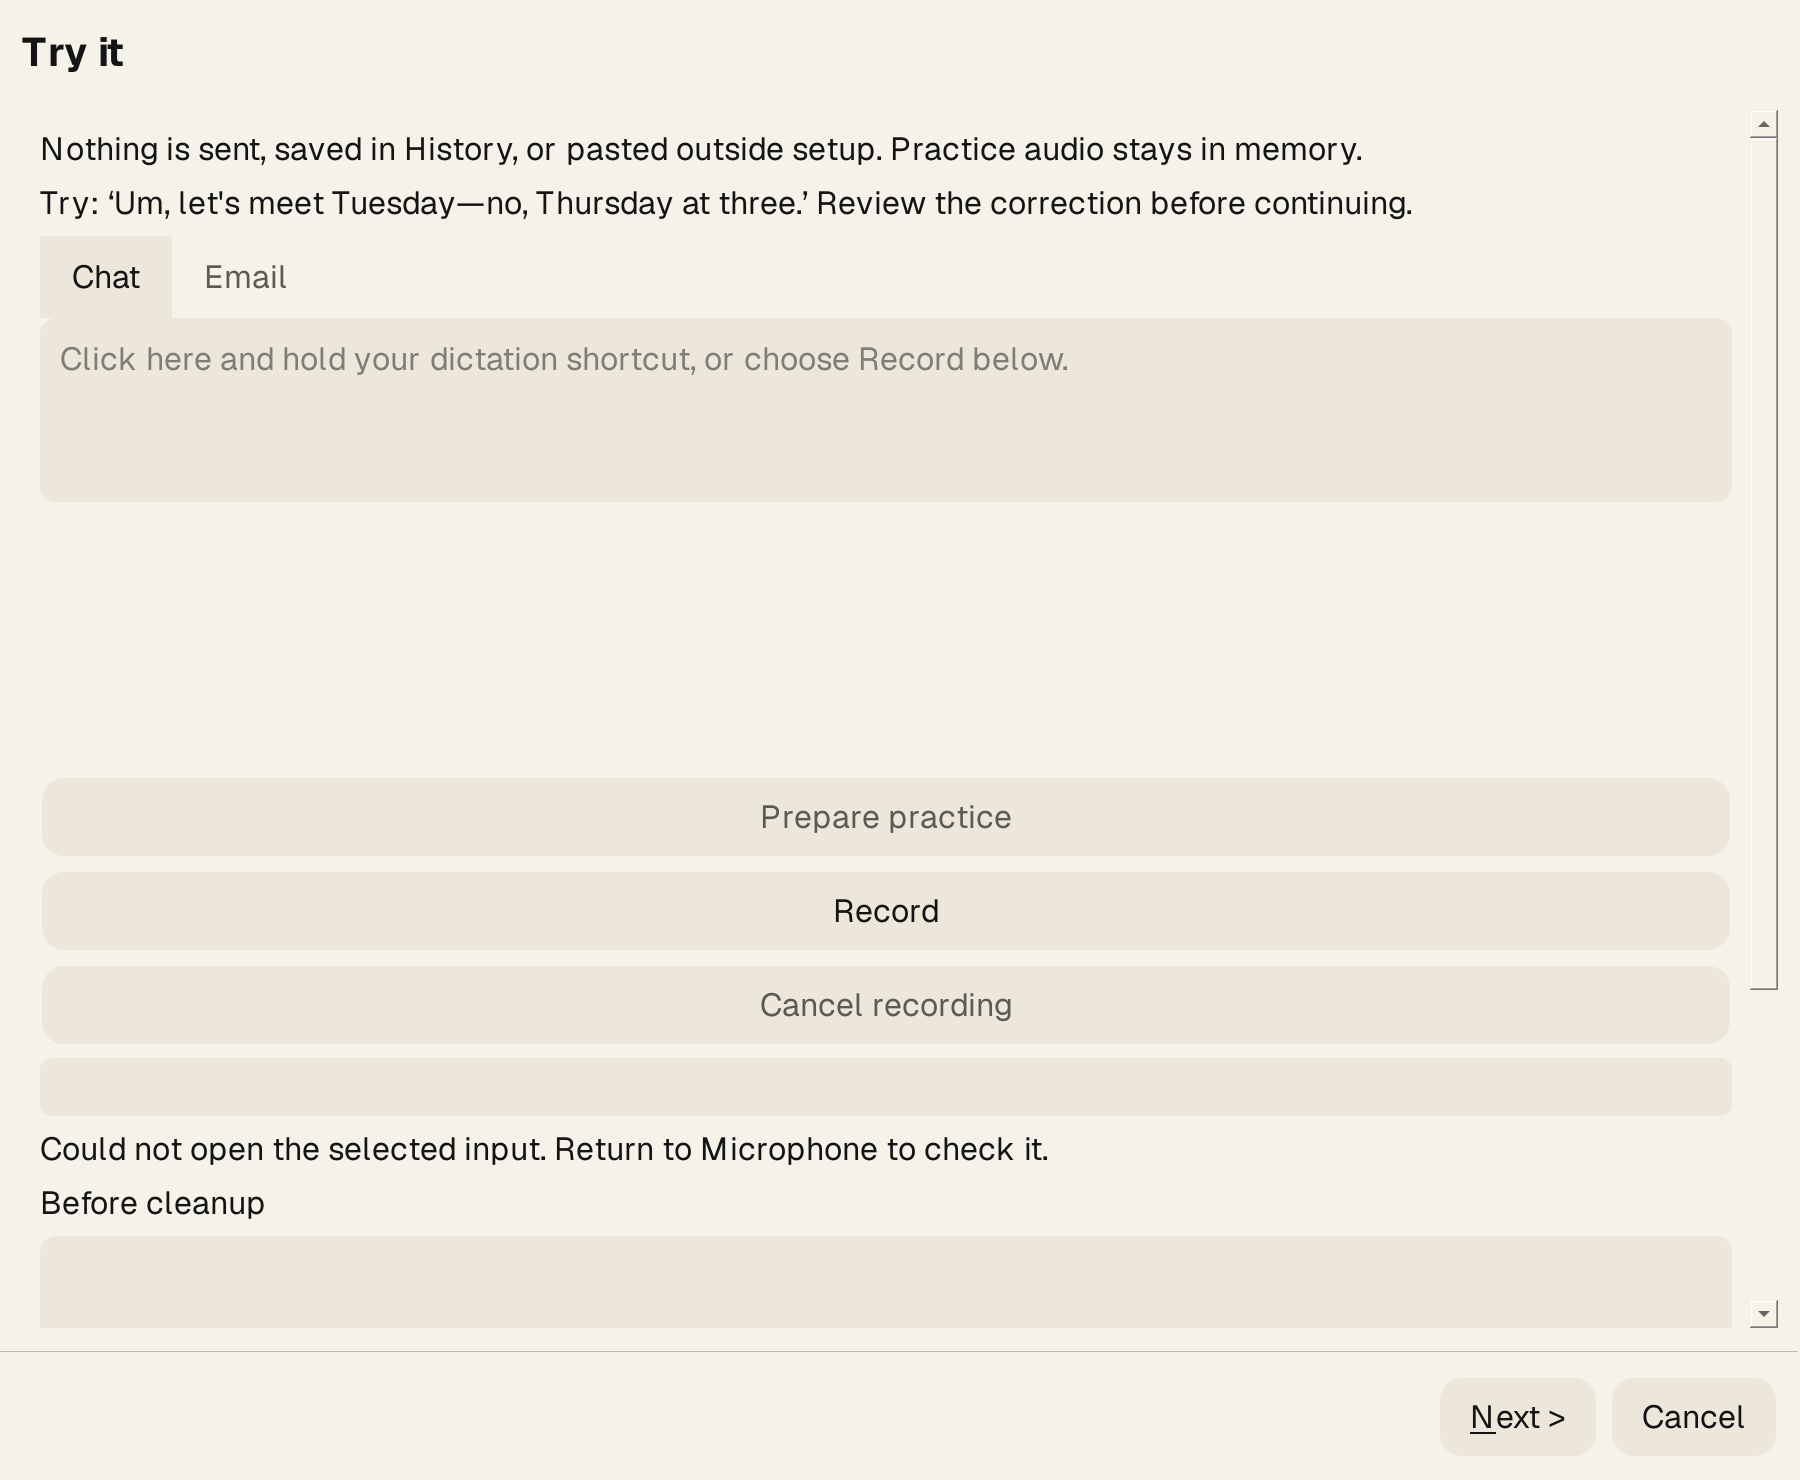 Try it
Nothing is sent, saved in History, or pasted outside setup. Practice audio stays in memory.
Try: ‘Um, let's meet Tuesday—no, Thursday at three.’ Review the correction before continuing.
Chat
Email
Click here and hold your dictation shortcut, or choose Record below.
Prepare practice
Record
Cancel recording
Could not open the selected input. Return to Microphone to check it.
Before cleanup
Next >
Cancel